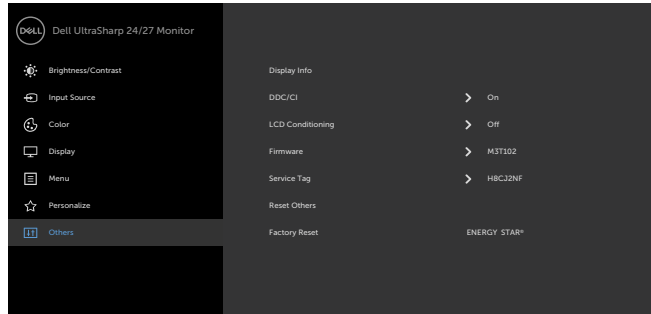 DELL Dell UltraSharp 24/27 Monitor
Brightness/Contrast Display Info
Input Source DDC/CI On
Color LCD Conditioning Off
Display Firmware M3T102
Menu Service Tag H8CJ2NF
Personalize Reset Others
Others Factory Reset ENERGY STAR®